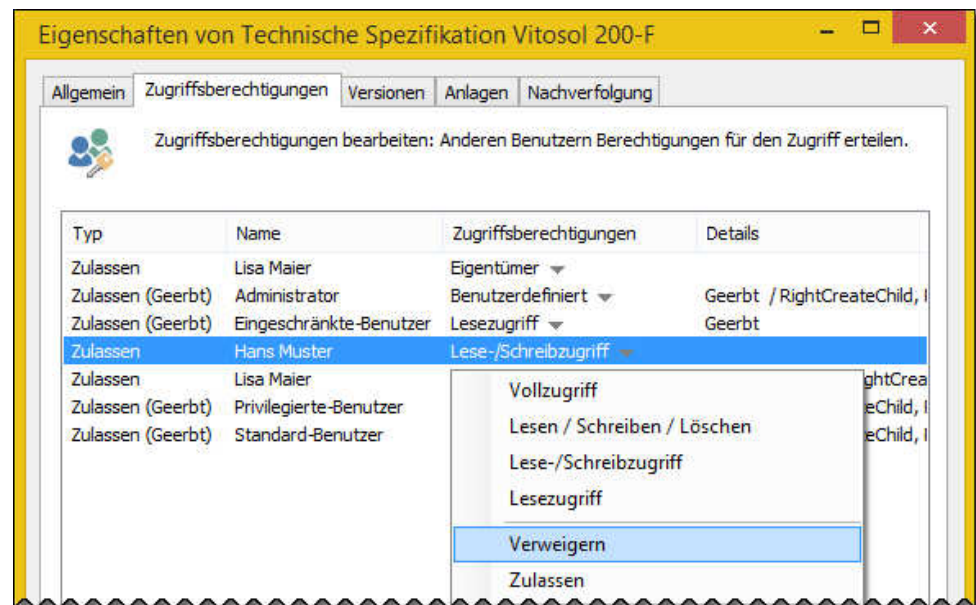 Eigenschaften von Technische Spezifikation Vitosol 200-F
Allgemein Zugriffsberechtigungen Versionen Anlagen Nachverfolgung
Zugriffsberechtigungen bearbeiten: Anderen Benutzern Berechtigungen für den Zugriff erteilen.
Typ Name Zugriffsberechtigungen Details
Zulassen Lisa Maier Eigentümer
Zulassen (Geerbt) Administrator Benutzerdefiniert Geerbt / RightCreateChild,
Zulassen (Geerbt) Eingeschränkte-Benutzer Lesezugriff Geerbt
Zulassen Hans Muster Lese-/Schreibzugriff
Zulassen Lisa Maier ghtCrea
Zulassen (Geerbt) Privilegierte-Benutzer eChild,
Zulassen (Geerbt) Standard-Benutzer eChild,
Vollzugriff
Lesen / Schreiben / Löschen
Lese-/Schreibzugriff
Lesezugriff
Verweigern
Zulassen